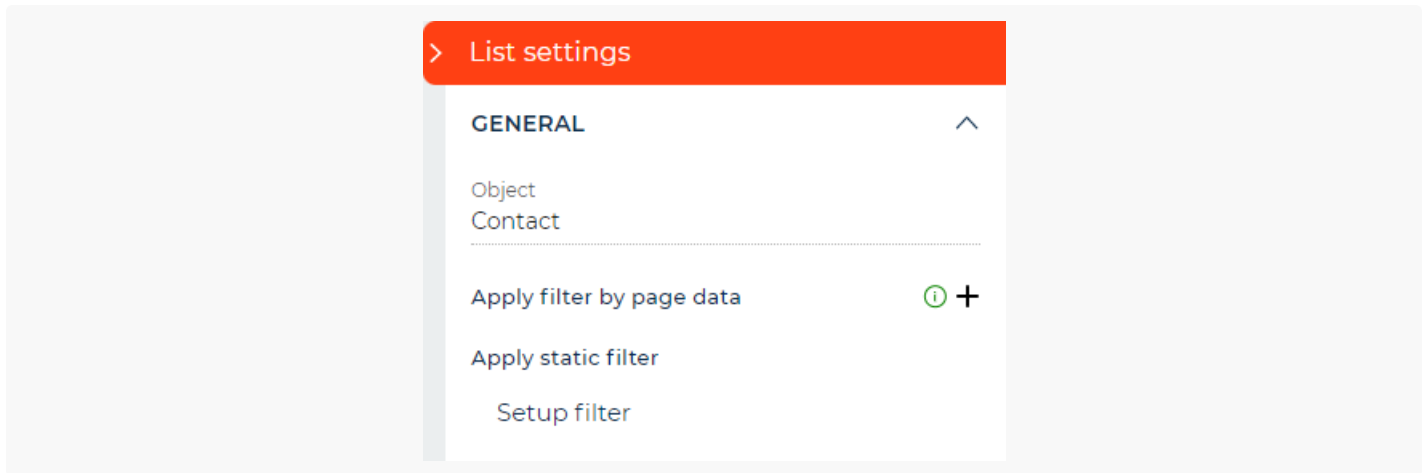 List settings
GENERAL
Object
Contact
Apply filter by page data
Apply static filter
Setup filter